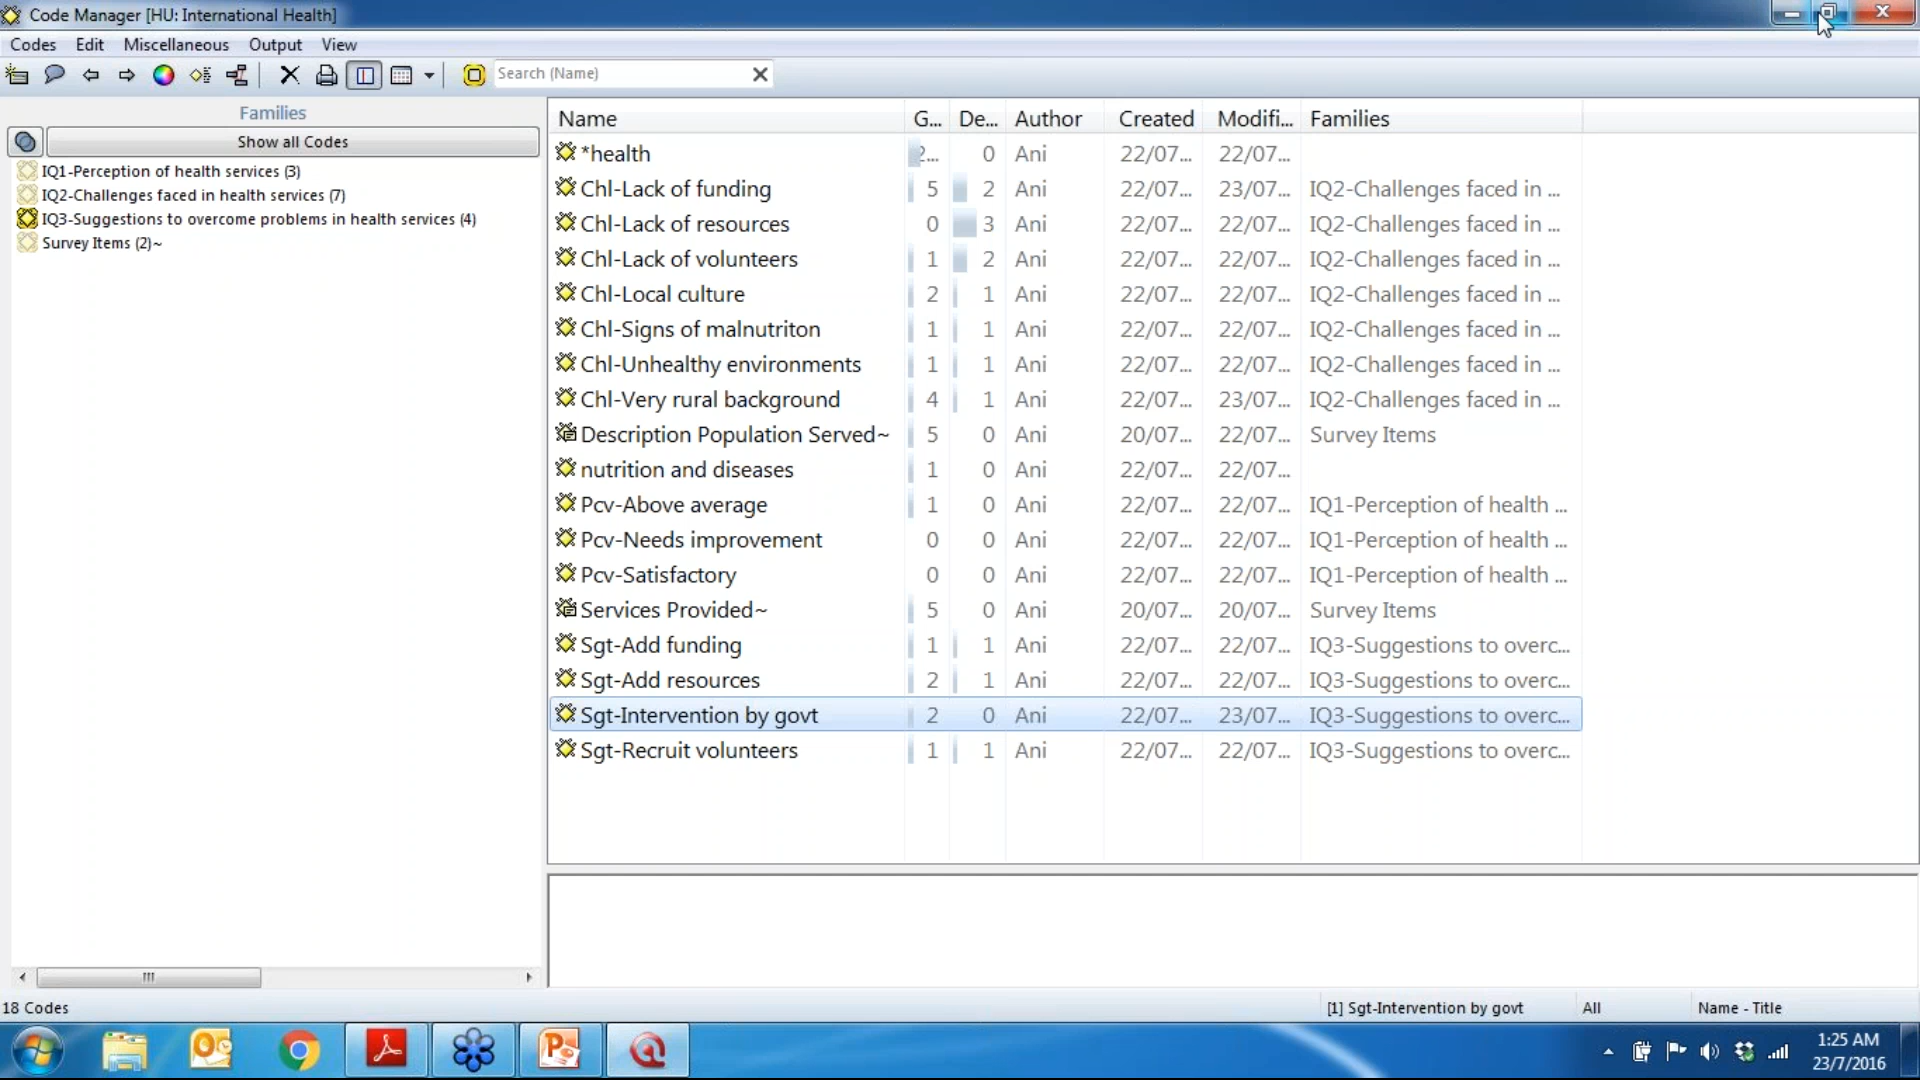 Code Manager [HU: International Health]
Codes Edit Miscellaneous Output View
Search (Name)
Families
Show all Codes
IQ1-Perception of health services (3)
IQ2-Challenges faced in health services (7)
IQ3-Suggestions to overcome problems in health services (4)
Survey Items (2)~
Name G... De... Author Created Modifi... Families
*health 2... 0 Ani 22/07... 22/07...
Chl-Lack of funding 5 2 Ani 22/07... 23/07... IQ2-Challenges faced in ...
Chl-Lack of resources 0 3 Ani 22/07... 22/07... IQ2-Challenges faced in ...
Chl-Lack of volunteers 1 2 Ani 22/07... 22/07... IQ2-Challenges faced in ...
Chl-Local culture 2 1 Ani 22/07... 22/07... IQ2-Challenges faced in ...
Chl-Signs of malnutriton 1 1 Ani 22/07... 22/07... IQ2-Challenges faced in ...
Chl-Unhealthy environments 1 1 Ani 22/07... 22/07... IQ2-Challenges faced in ...
Chl-Very rural background 4 1 Ani 22/07... 23/07... IQ2-Challenges faced in ...
Description Population Served~ 5 0 Ani 20/07... 22/07... Survey Items
nutrition and diseases 1 0 Ani 22/07... 22/07...
Pcv-Above average 1 0 Ani 22/07... 22/07... IQ1-Perception of health ...
Pcv-Needs improvement 0 0 Ani 22/07... 22/07... IQ1-Perception of health ...
Pcv-Satisfactory 0 0 Ani 22/07... 22/07... IQ1-Perception of health ...
Services Provided~ 5 0 Ani 20/07... 20/07... Survey Items
Sgt-Add funding 1 1 Ani 22/07... 22/07... IQ3-Suggestions to overc...
Sgt-Add resources 2 1 Ani 22/07... 22/07... IQ3-Suggestions to overc...
Sgt-Intervention by govt 2 0 Ani 22/07... 23/07... IQ3-Suggestions to overc...
Sgt-Recruit volunteers 1 1 Ani 22/07... 22/07... IQ3-Suggestions to overc...
18 Codes [1] Sgt-Intervention by govt All Name - Title
1:25 AM
23/7/2016